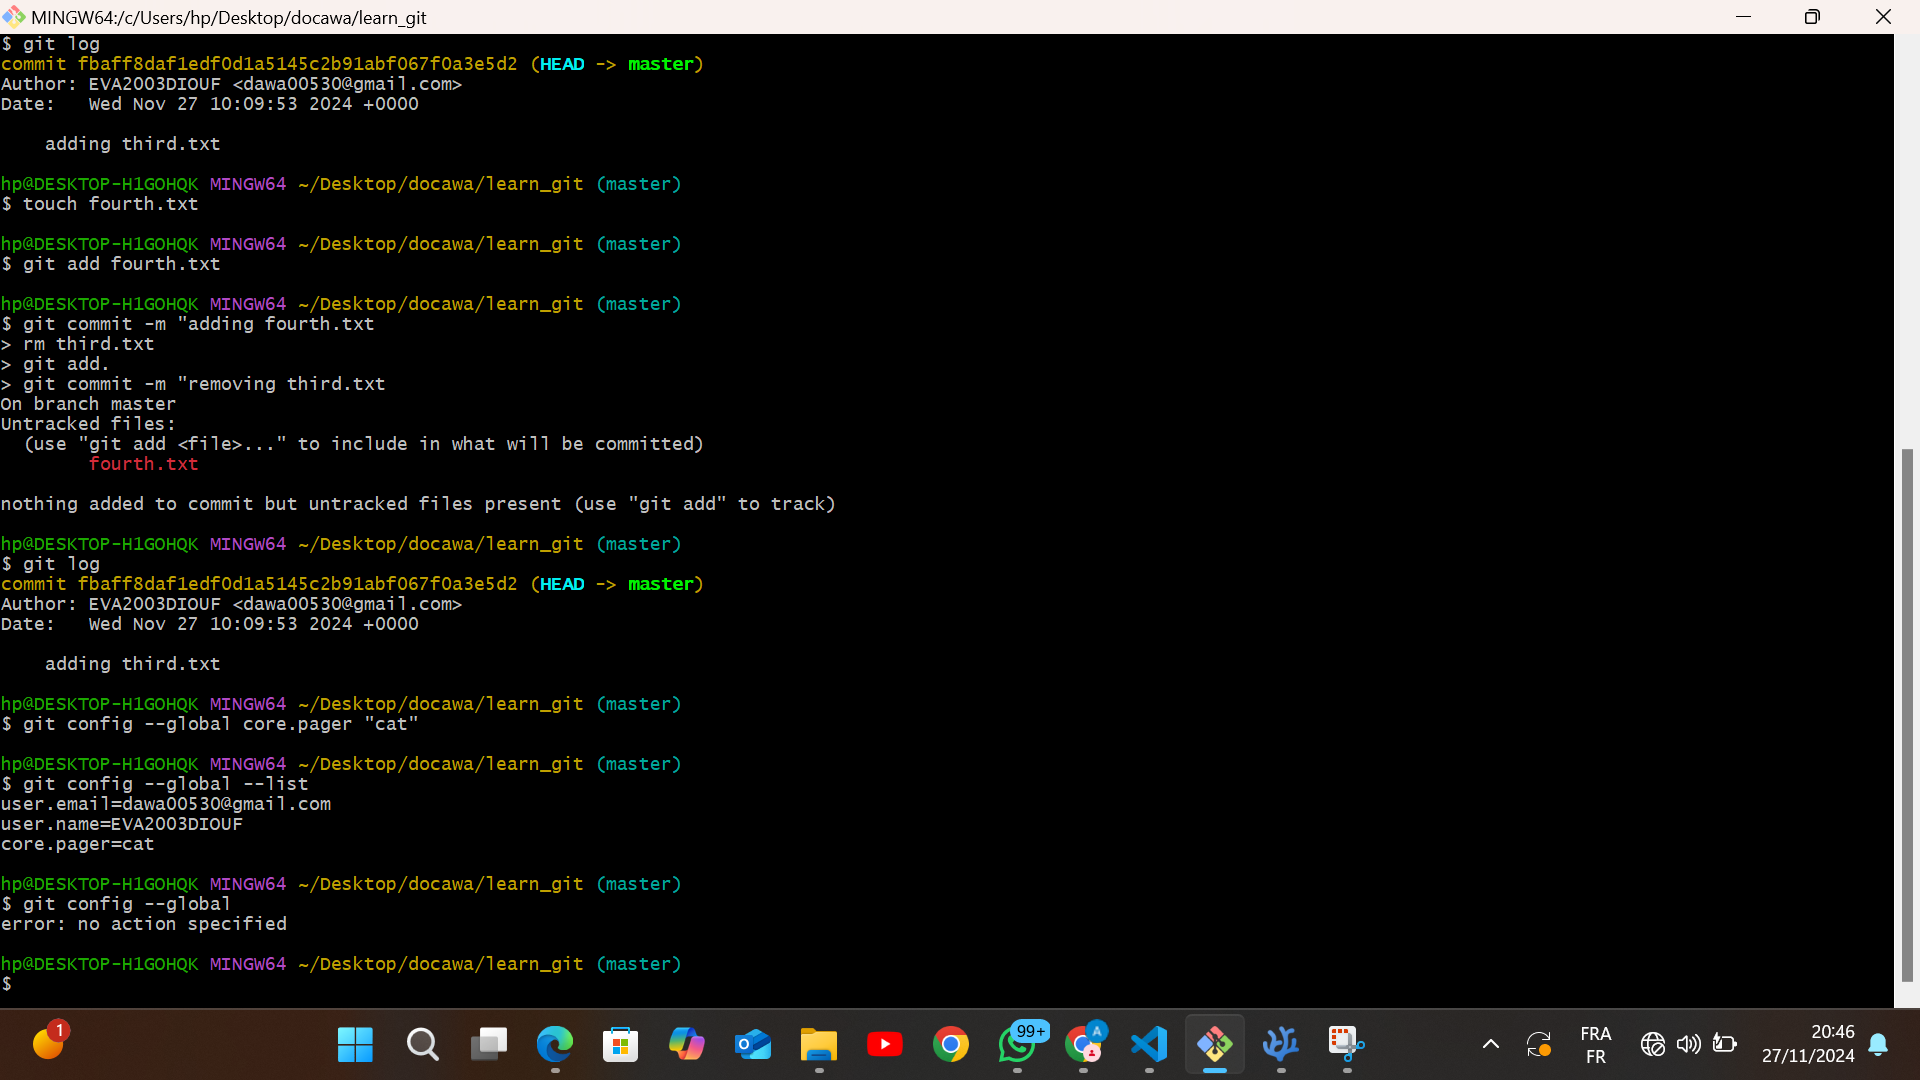 MINGW64:/c/Users/hp/Desktop/docawa/learn_git
$ git log
commit fbaff8daf1edf0d1a5145c2b91abf067f0a3e5d2 (HEAD -> master)
Author: EVA2003DIOUF <dawa00530@gmail.com>
Date:   Wed Nov 27 10:09:53 2024 +0000
    adding third.txt
hp@DESKTOP-H1GOHQK MINGW64 ~/Desktop/docawa/learn_git (master)
$ touch fourth.txt
hp@DESKTOP-H1GOHQK MINGW64 ~/Desktop/docawa/learn_git (master)
$ git add fourth.txt
hp@DESKTOP-H1GOHQK MINGW64 ~/Desktop/docawa/learn_git (master)
$ git commit -m "adding fourth.txt
> rm third.txt
> git add.
> git commit -m "removing third.txt
On branch master
Untracked files:
  (use "git add <file>..." to include in what will be committed)
        fourth.txt
nothing added to commit but untracked files present (use "git add" to track)
hp@DESKTOP-H1GOHQK MINGW64 ~/Desktop/docawa/learn_git (master)
$ git log
commit fbaff8daf1edf0d1a5145c2b91abf067f0a3e5d2 (HEAD -> master)
Author: EVA2003DIOUF <dawa00530@gmail.com>
Date:   Wed Nov 27 10:09:53 2024 +0000
    adding third.txt
hp@DESKTOP-H1GOHQK MINGW64 ~/Desktop/docawa/learn_git (master)
$ git config --global core.pager "cat"
hp@DESKTOP-H1GOHQK MINGW64 ~/Desktop/docawa/learn_git (master)
$ git config --global --list
user.email=dawa00530@gmail.com
user.name=EVA2003DIOUF
core.pager=cat
hp@DESKTOP-H1GOHQK MINGW64 ~/Desktop/docawa/learn_git (master)
$ git config --global
error: no action specified
hp@DESKTOP-H1GOHQK MINGW64 ~/Desktop/docawa/learn_git (master)
$
1
99+
A
FRA
FR
20:46
27/11/2024